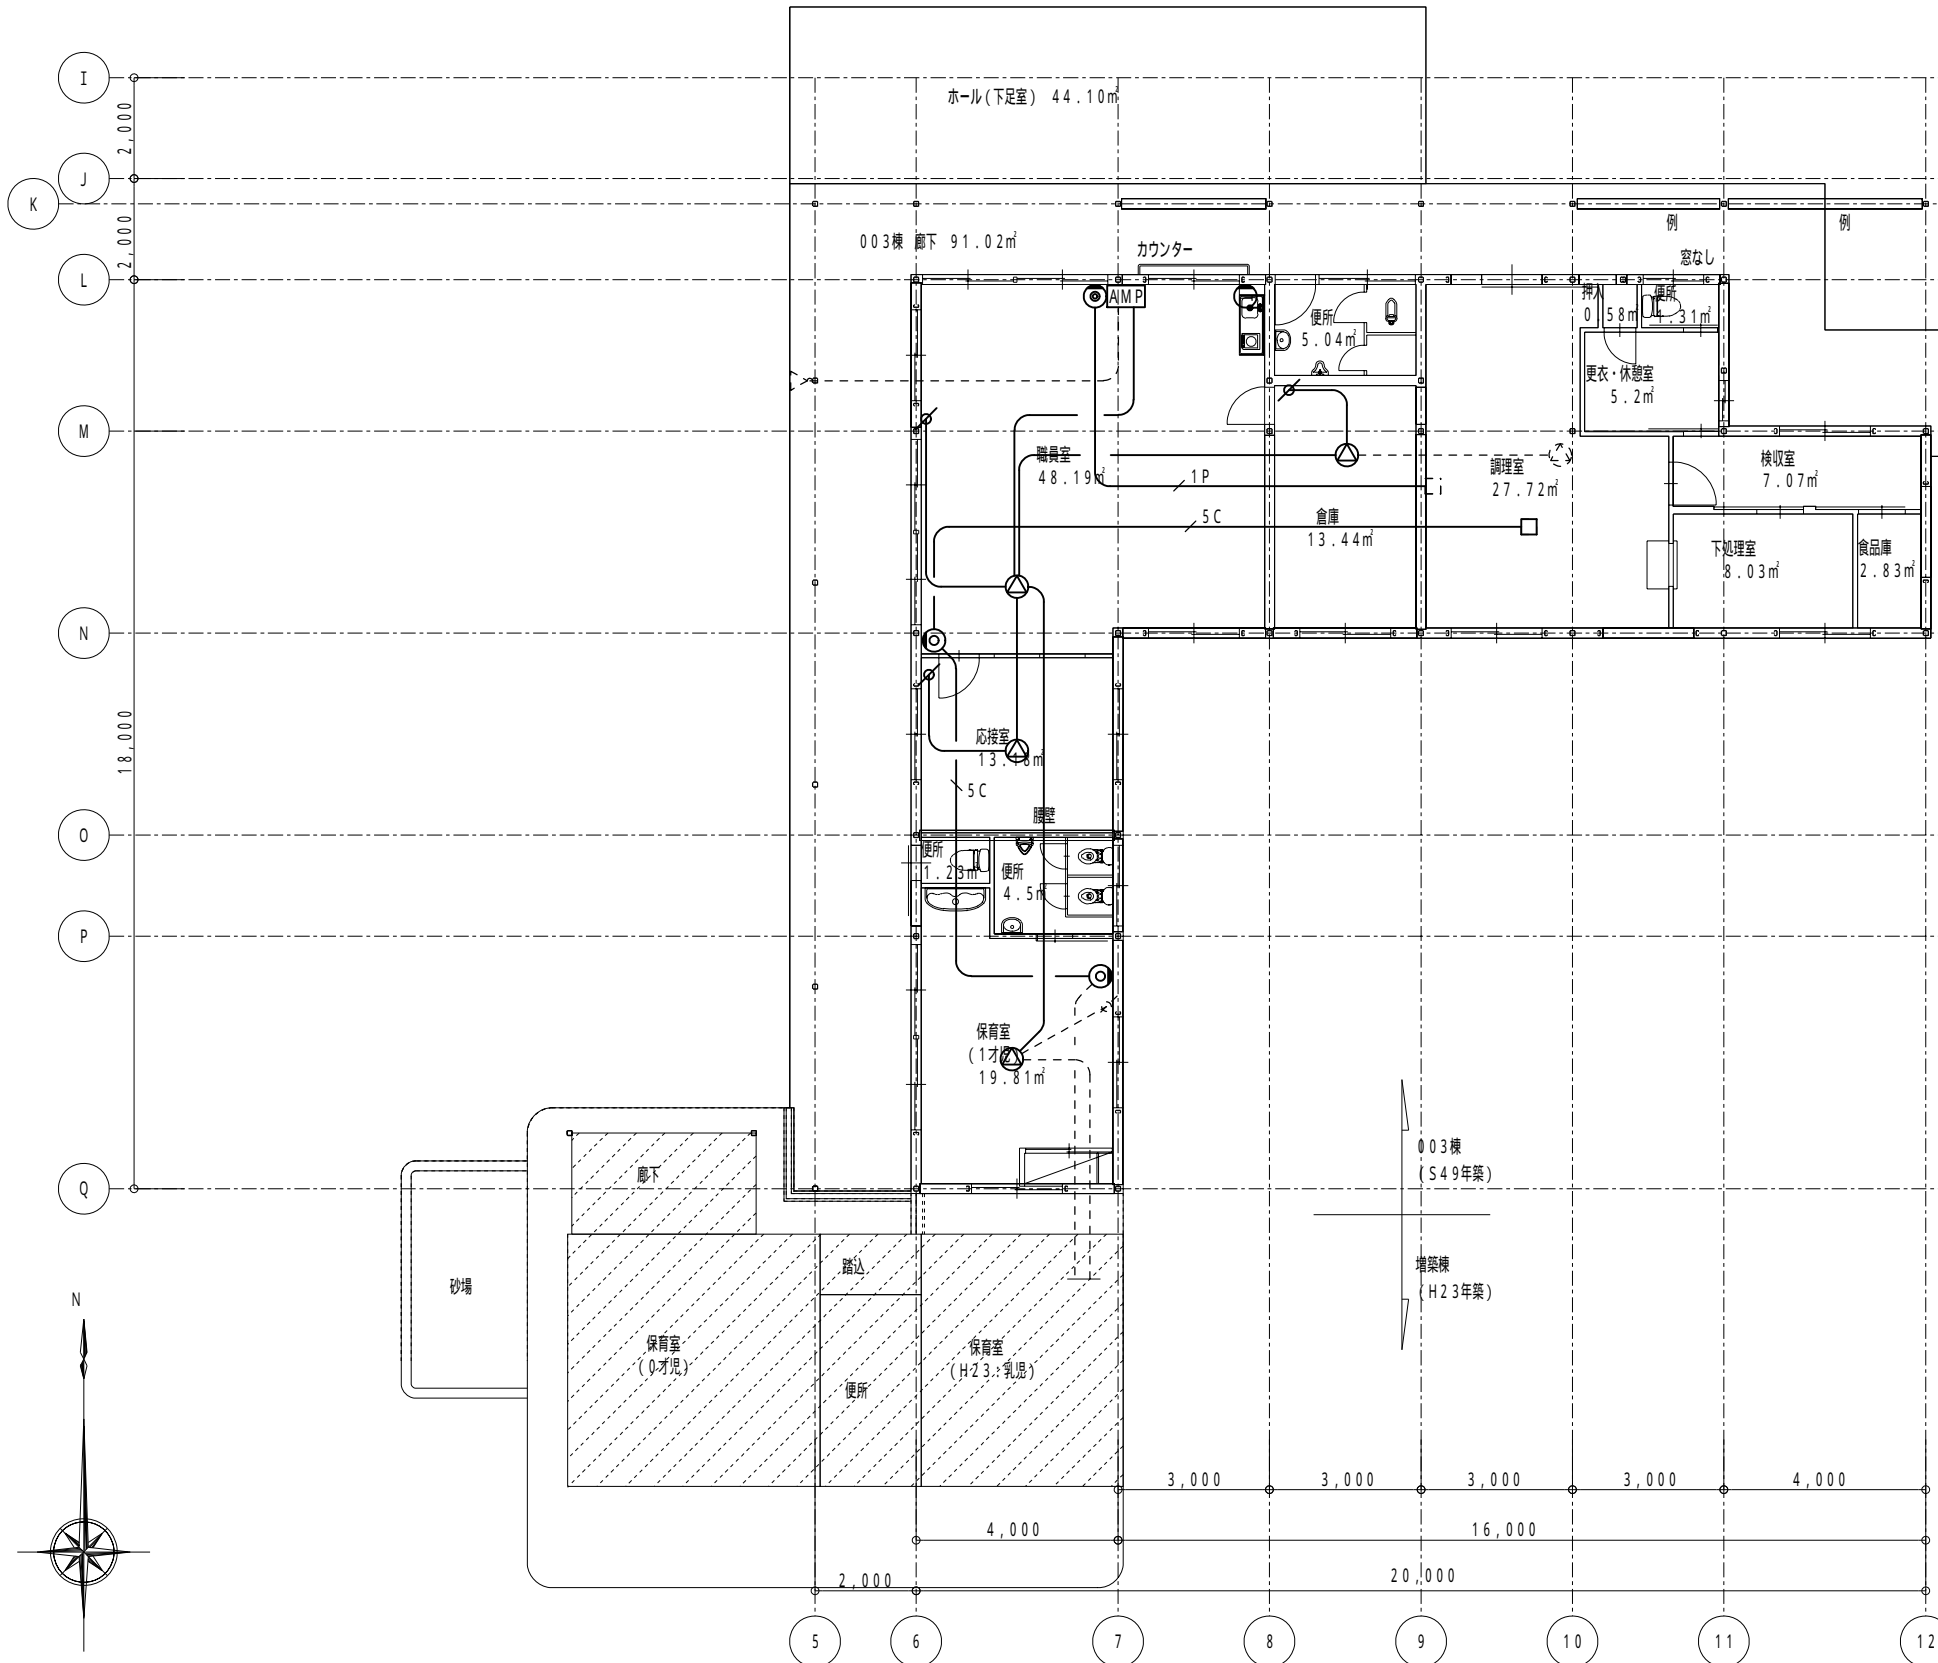 I
2,000
ホール(下足室) 44.10㎡
J
K
2,000
例
例
003棟 廊下 91.02㎡
カウンター
窓なし
L
AMP
便所
5.04㎡
押入
0.58㎡
便所
1.31㎡
更衣・休憩室
5.2㎡
M
職員室
48.19㎡
1P
調理室
27.72㎡
検収室
7.07㎡
5C
倉庫
13.44㎡
下処理室
8.03㎡
食品庫
2.83㎡
N
18,000
応接室
13.18㎡
5C
腰壁
O
便所
1.23㎡
便所
4.5㎡
P
保育室
(1才児)
19.81㎡
003棟
(S49年築)
廊下
Q
踏込
増築棟
(H23年築)
砂場
N
保育室
(0才児)
保育室
(H23:乳児)
便所
3,000
3,000
3,000
3,000
4,000
4,000
16,000
2,000
20,000
5
6
7
8
9
10
11
12